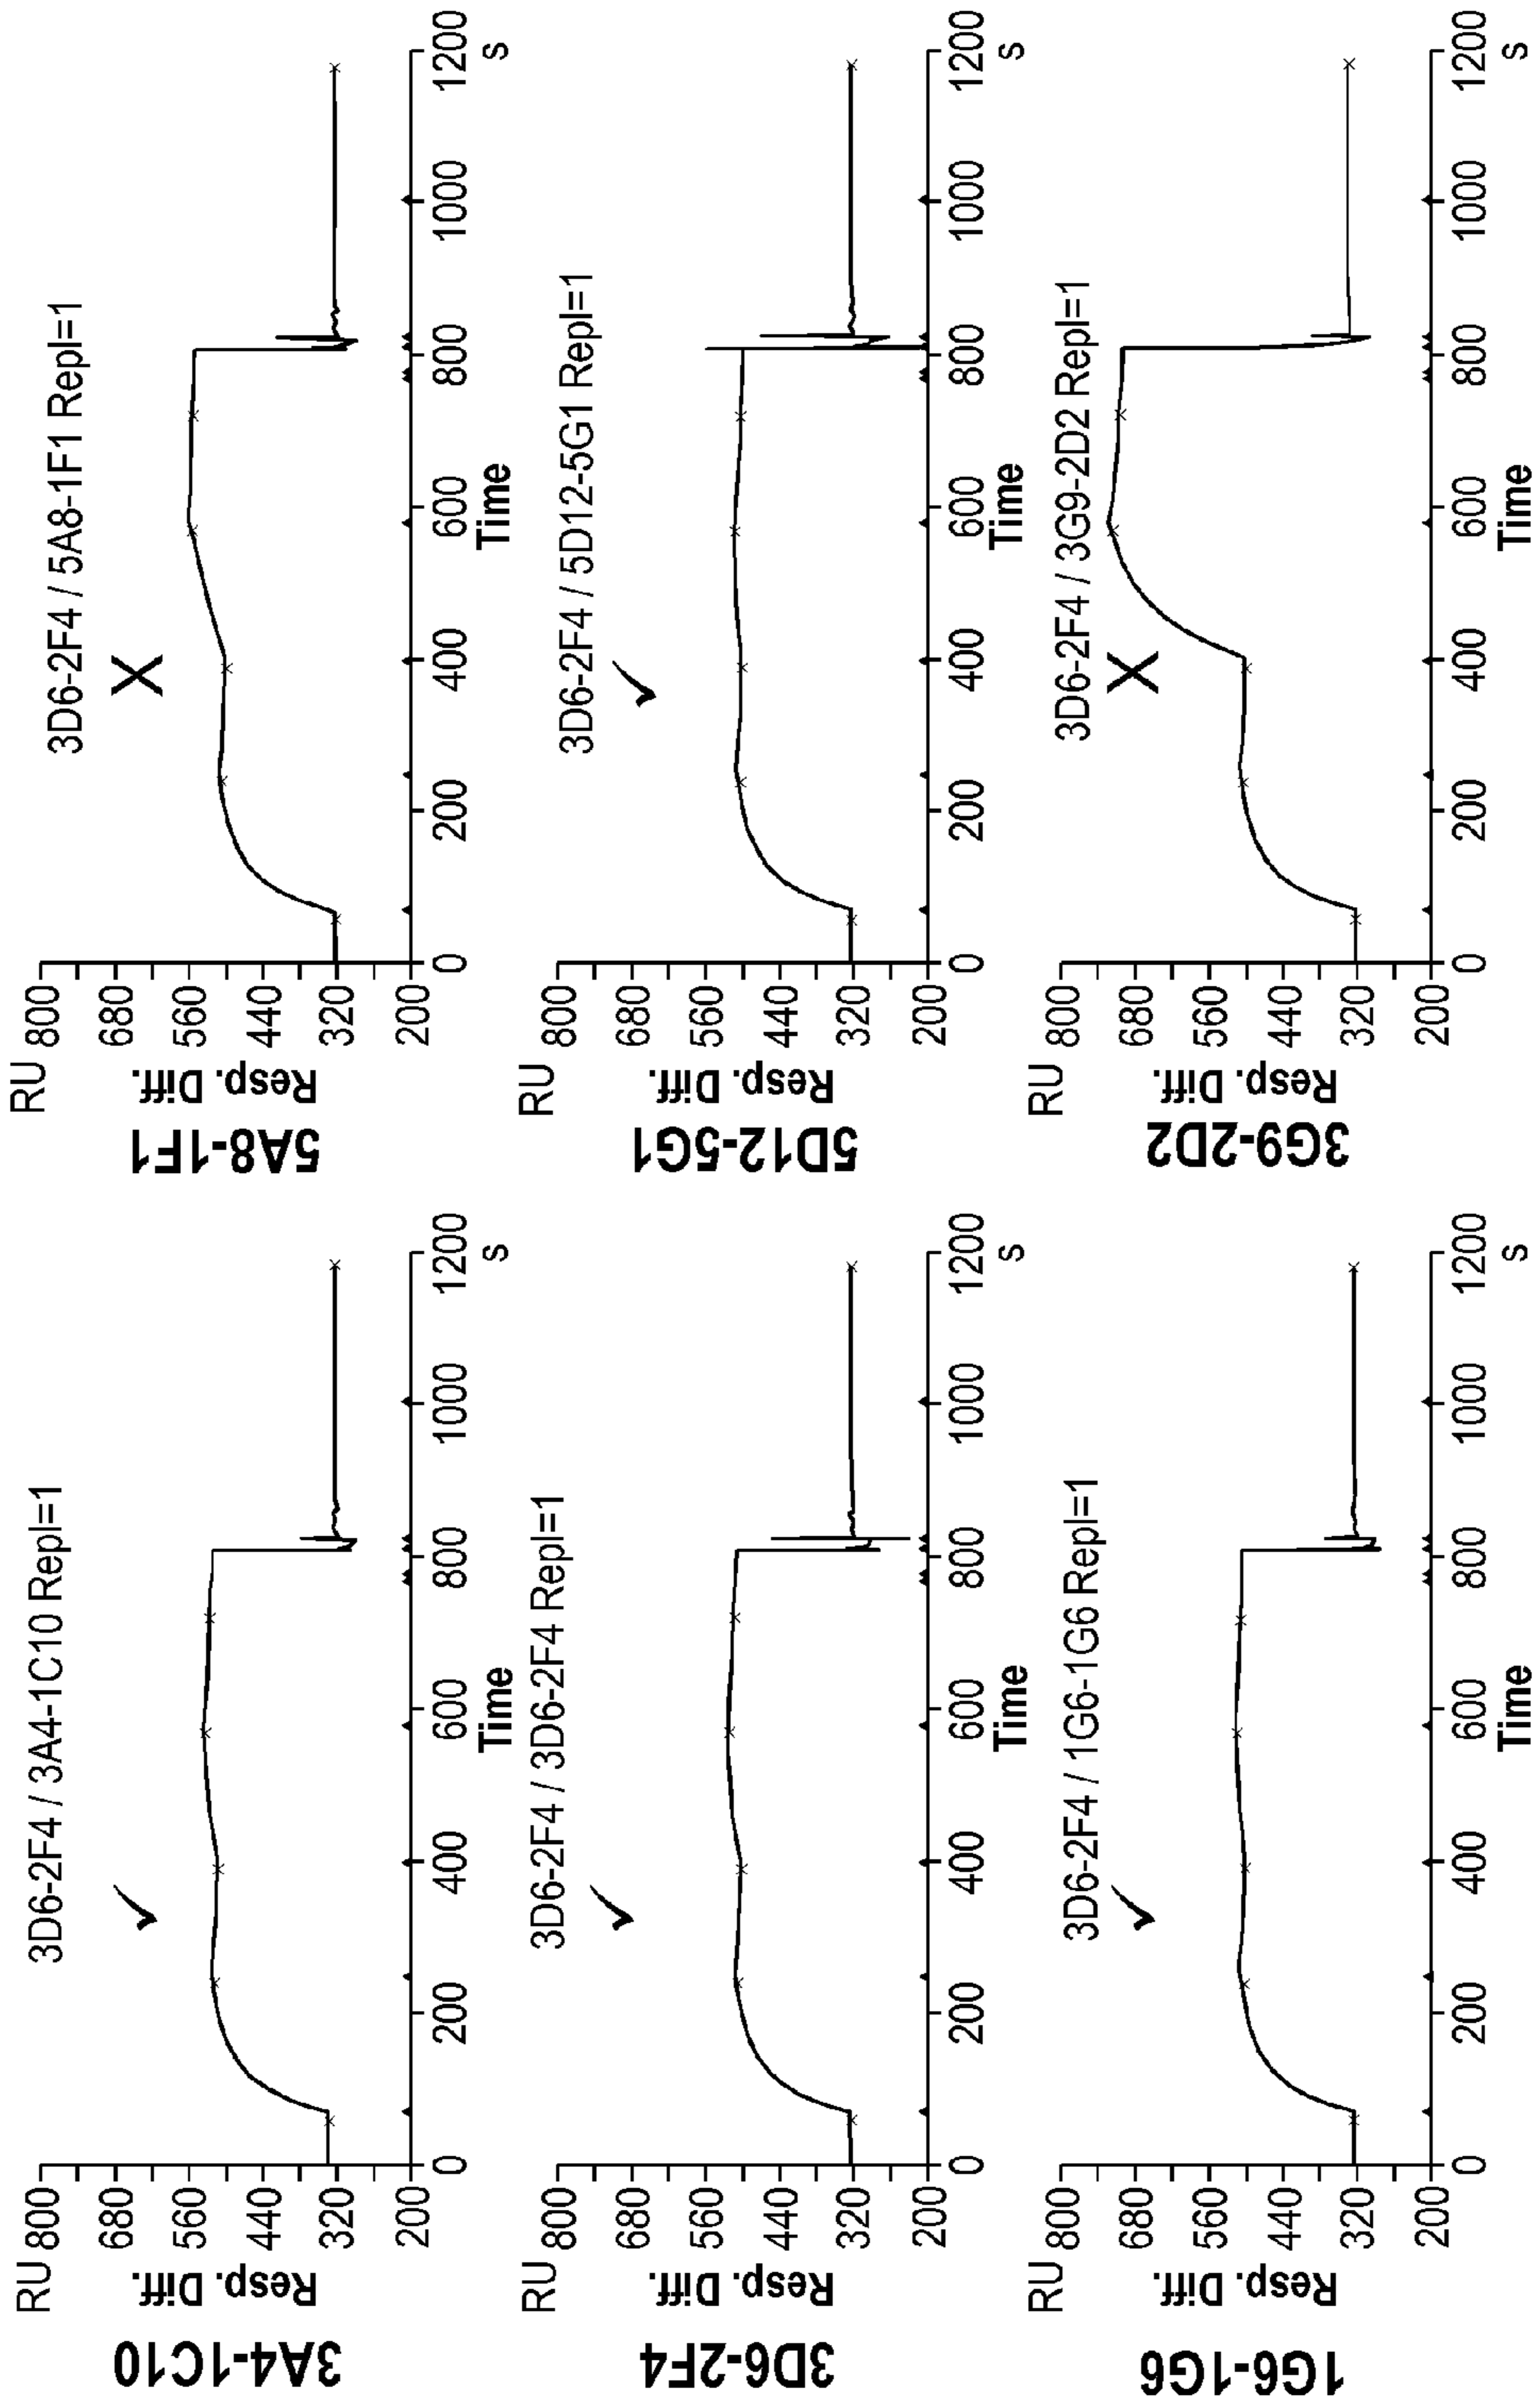 3A4-1C10
RU
Resp. Diff.
3D6-2F4 / 3A4-1C10 Repl=1
800
680
560
440
320
200
0
200
400
600
800
1000
1200
Time
s
5A8-1F1
RU
Resp. Diff.
3D6-2F4 / 5A8-1F1 Repl=1
X
800
680
560
440
320
200
0
200
400
600
800
1000
1200
Time
s
3D6-2F4
RU
Resp. Diff.
3D6-2F4 / 3D6-2F4 Repl=1
800
680
560
440
320
200
0
200
400
600
800
1000
1200
Time
s
5D12-5G1
RU
Resp. Diff.
3D6-2F4 / 5D12-5G1 Repl=1
800
680
560
440
320
200
0
200
400
600
800
1000
1200
Time
s
1G6-1G6
RU
Resp. Diff.
3D6-2F4 / 1G6-1G6 Repl=1
800
680
560
440
320
200
0
200
400
600
800
1000
1200
Time
s
3G9-2D2
RU
Resp. Diff.
3D6-2F4 / 3G9-2D2 Repl=1
X
800
680
560
440
320
200
0
200
400
600
800
1000
1200
Time
s